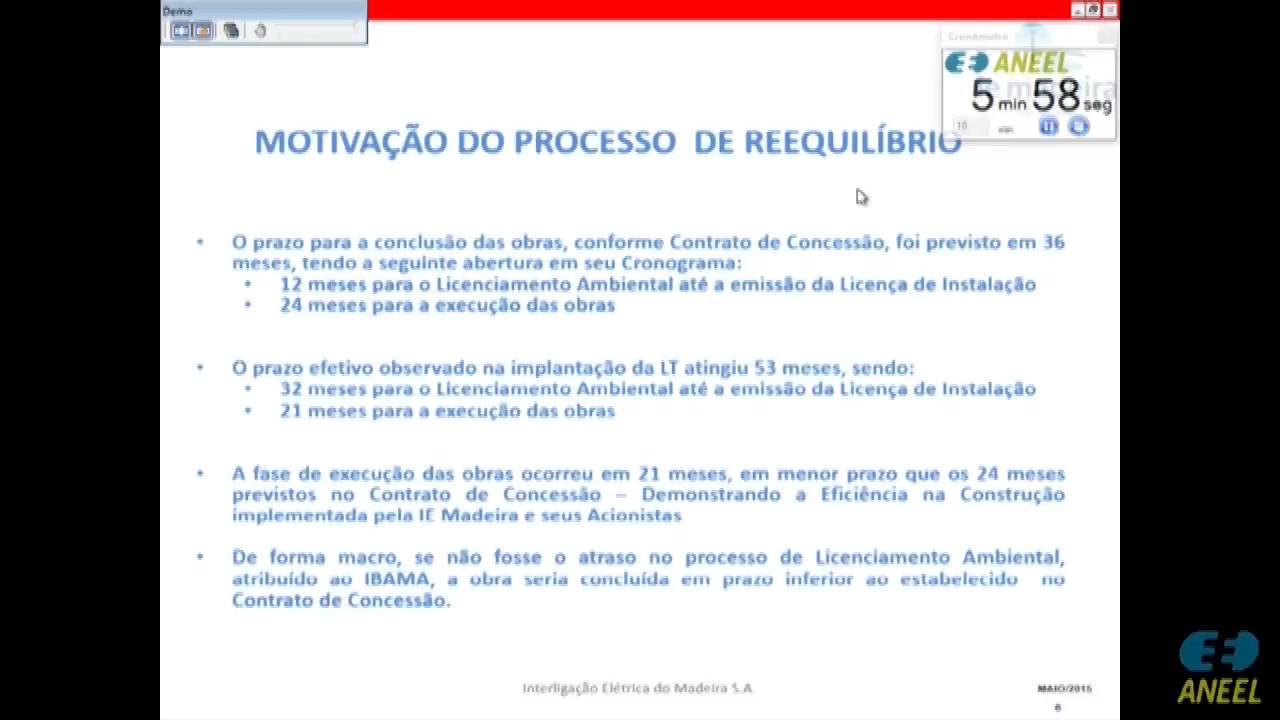 Demo
Cronômetro
ANEEL
5 min 58 seg
10 min
MOTIVAÇÃO DO PROCESSO DE REEQUILÍBRIO
• O prazo para a conclusão das obras, conforme Contrato de Concessão, foi previsto em 36
meses, tendo a seguinte abertura em seu Cronograma:
• 12 meses para o Licenciamento Ambiental até a emissão da Licença de Instalação
• 24 meses para a execução das obras
• O prazo efetivo observado na implantação da LT atingiu 53 meses, sendo:
• 32 meses para o Licenciamento Ambiental até a emissão da Licença de Instalação
• 21 meses para a execução das obras
• A fase de execução das obras ocorreu em 21 meses, em menor prazo que os 24 meses
previstos no Contrato de Concessão – Demonstrando a Eficiência na Construção
implementada pela IE Madeira e seus Acionistas
• De forma macro, se não fosse o atraso no processo de Licenciamento Ambiental,
atribuído ao IBAMA, a obra seria concluída em prazo inferior ao estabelecido no
Contrato de Concessão.
Interligação Elétrica do Madeira S.A.
MAIO/2015
6
ANEEL